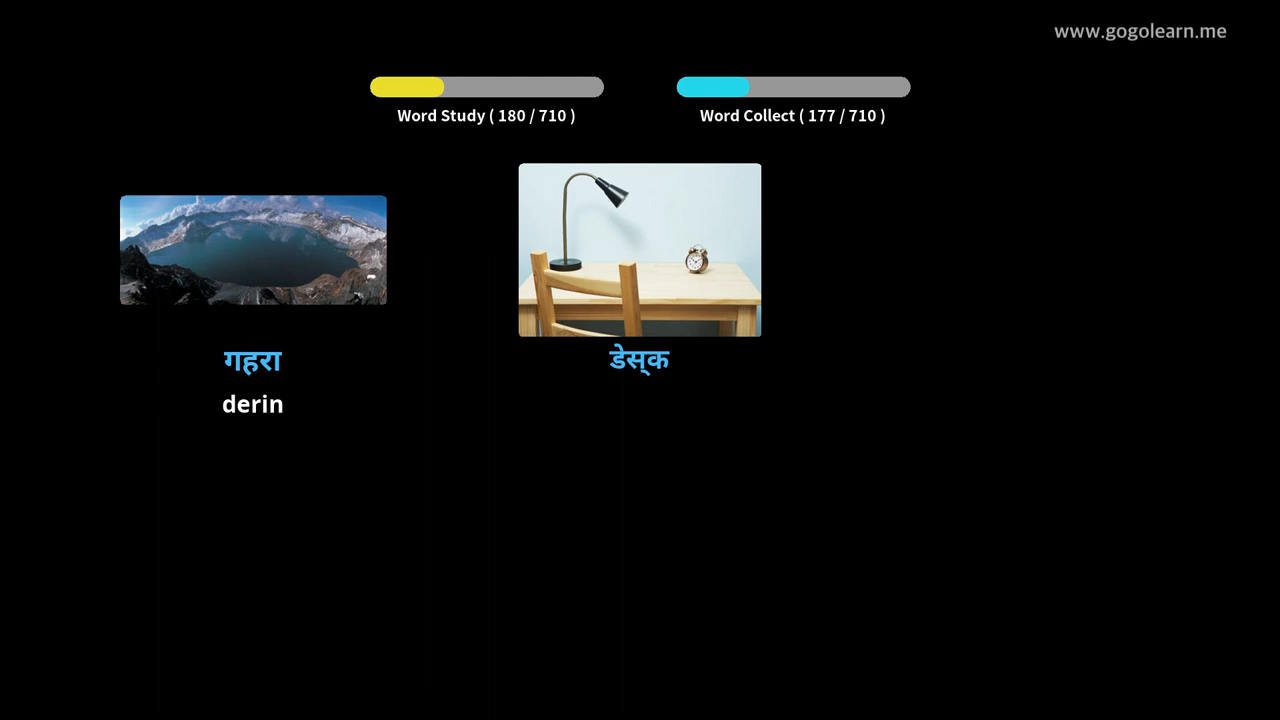 www.gogolearn.me
Word Study ( 180 / 710 )
Word Collect ( 177 / 710 )
गहरा
derin
डेस्‌क